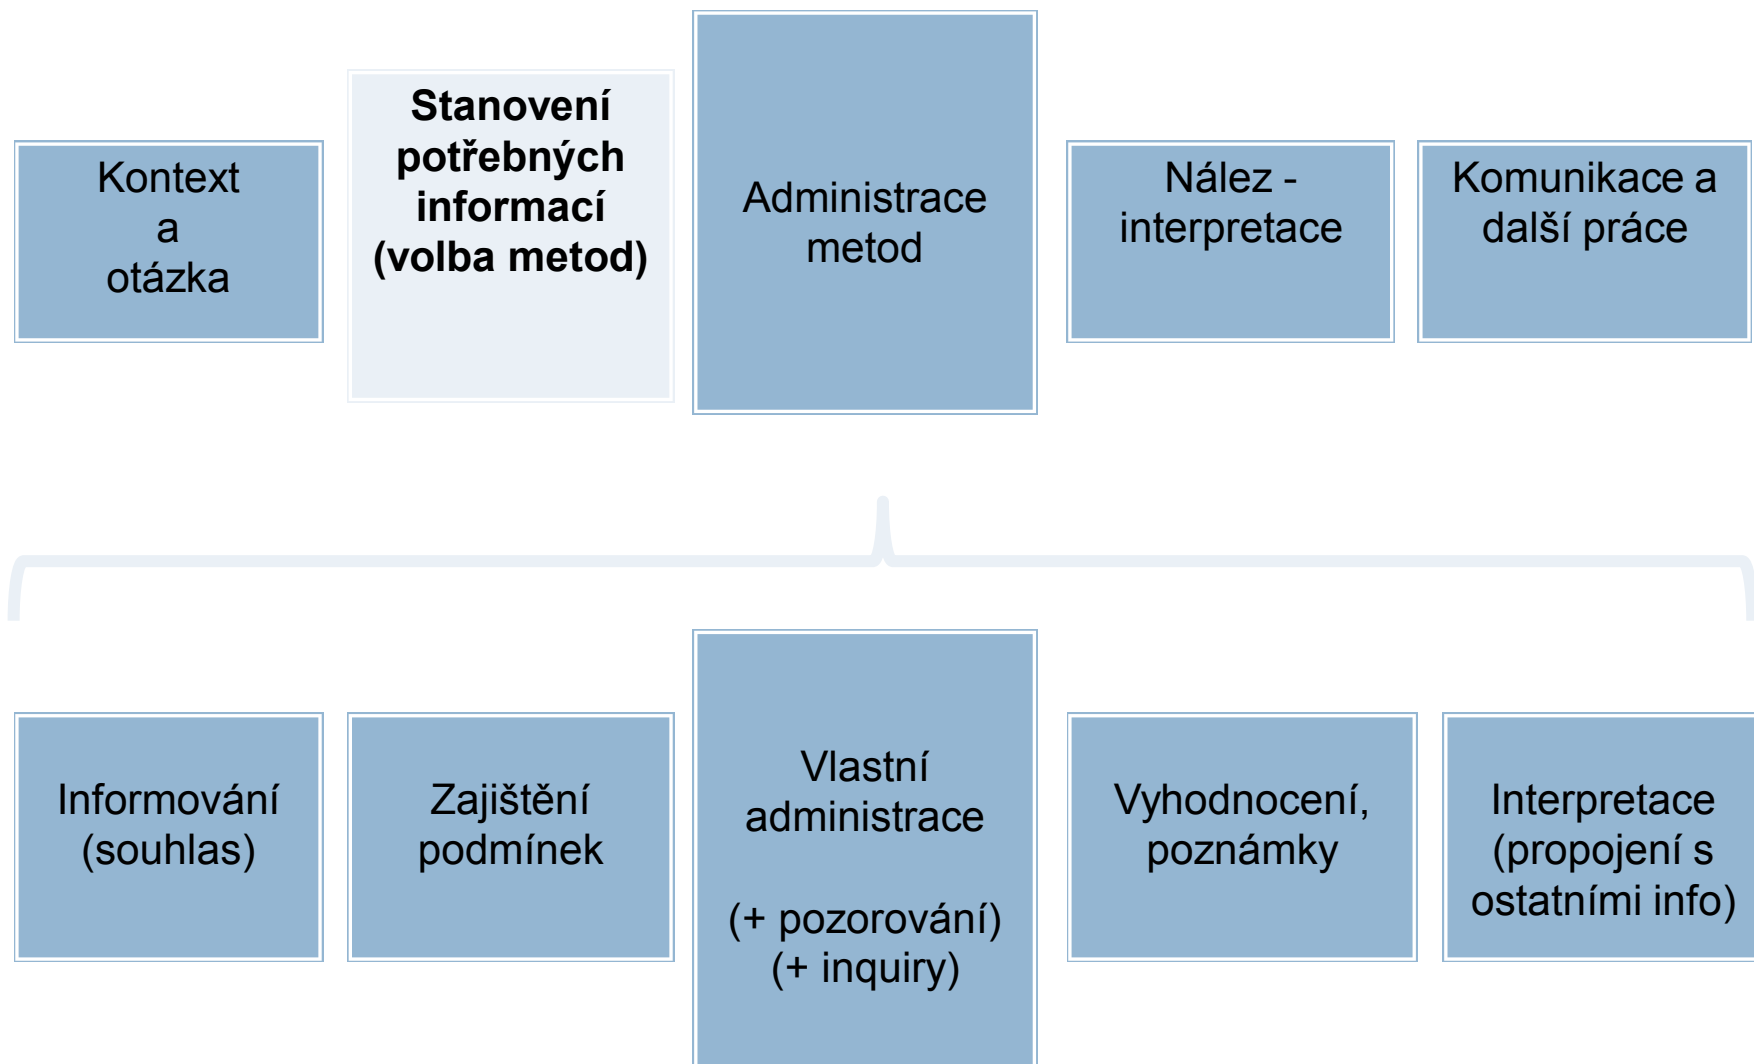 Kontext
a
otázka
Stanovení
potřebných
informací
(volba metod)
Administrace
metod
Nález -
interpretace
Komunikace a
další práce
Informování
(souhlas)
Zajištění
podmínek
Vlastní
administrace
(+ pozorování)
(+ inquiry)
Vyhodnocení,
poznámky
Interpretace
(propojení s
ostatními info)